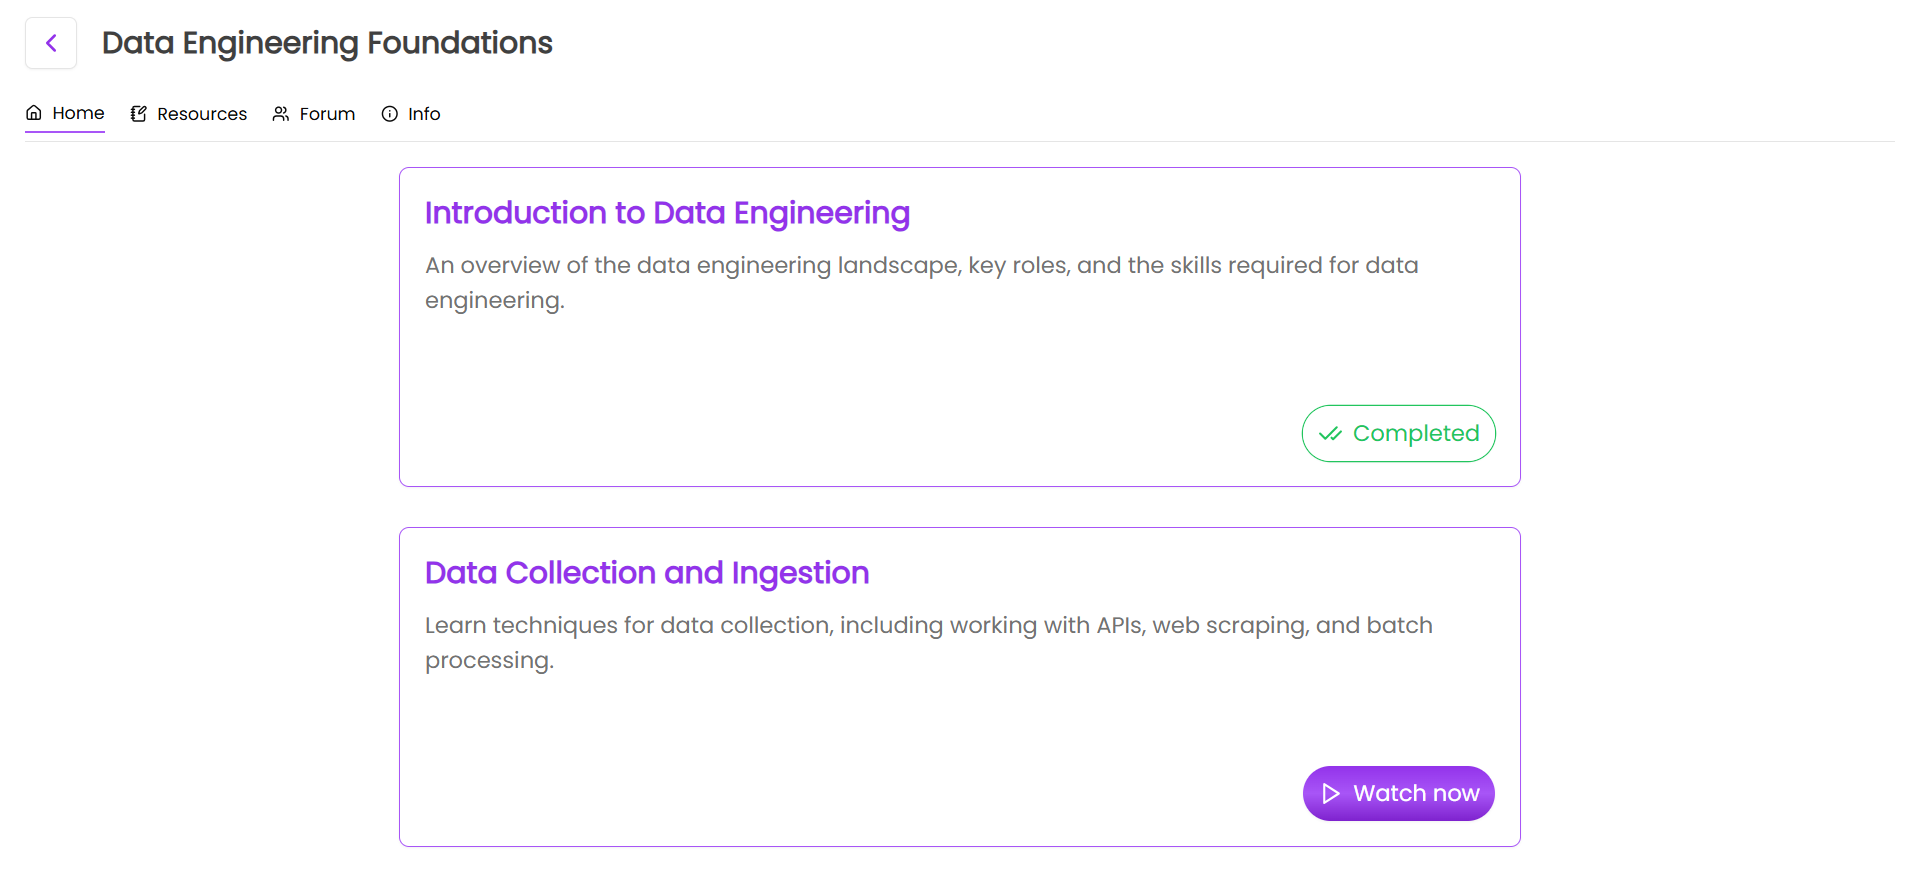 Data Engineering Foundations
Home
Resources
Forum
Info
Introduction to Data Engineering
An overview of the data engineering landscape, key roles, and the skills required for data
engineering.
Completed
Data Collection and Ingestion
Learn techniques for data collection, including working with APIs, web scraping, and batch
processing.
Watch now